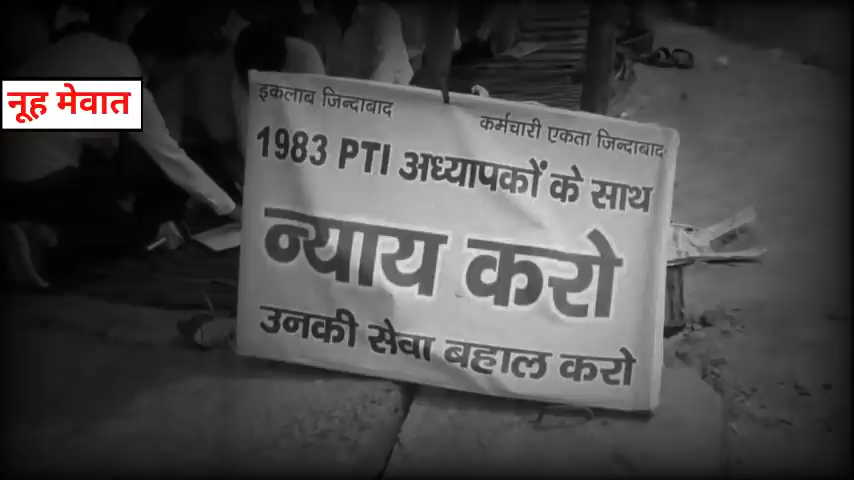 नूह मेवात
इकलाब जिन्दाबाद
कर्मचारी एकता जिन्दाबाद
1983 PTI अध्यापकों के साथ
न्याय करो
उनकी सेवा बहाल करो